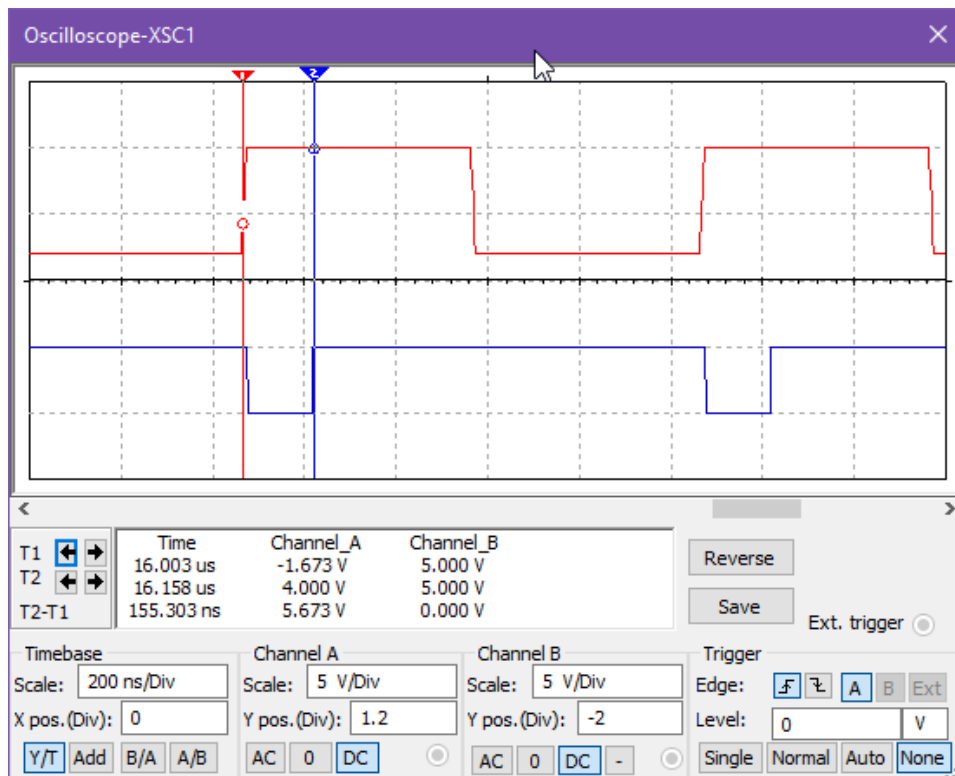 Oscilloscope-XSC1
1 2
Time Channel_A Channel_B
T1 16.003 us -1.673 V 5.000 V
T2 16.158 us 4.000 V 5.000 V
T2-T1 155.303 ns 5.673 V 0.000 V
Reverse
Save
Ext. trigger
Timebase
Scale: 200 ns/Div
X pos.(Div): 0
Y/T Add B/A A/B
Channel A
Scale: 5 V/Div
Y pos.(Div): 1.2
AC 0 DC
Channel B
Scale: 5 V/Div
Y pos.(Div): -2
AC 0 DC -
Trigger
Edge: A B Ext
Level: 0 V
Single Normal Auto None